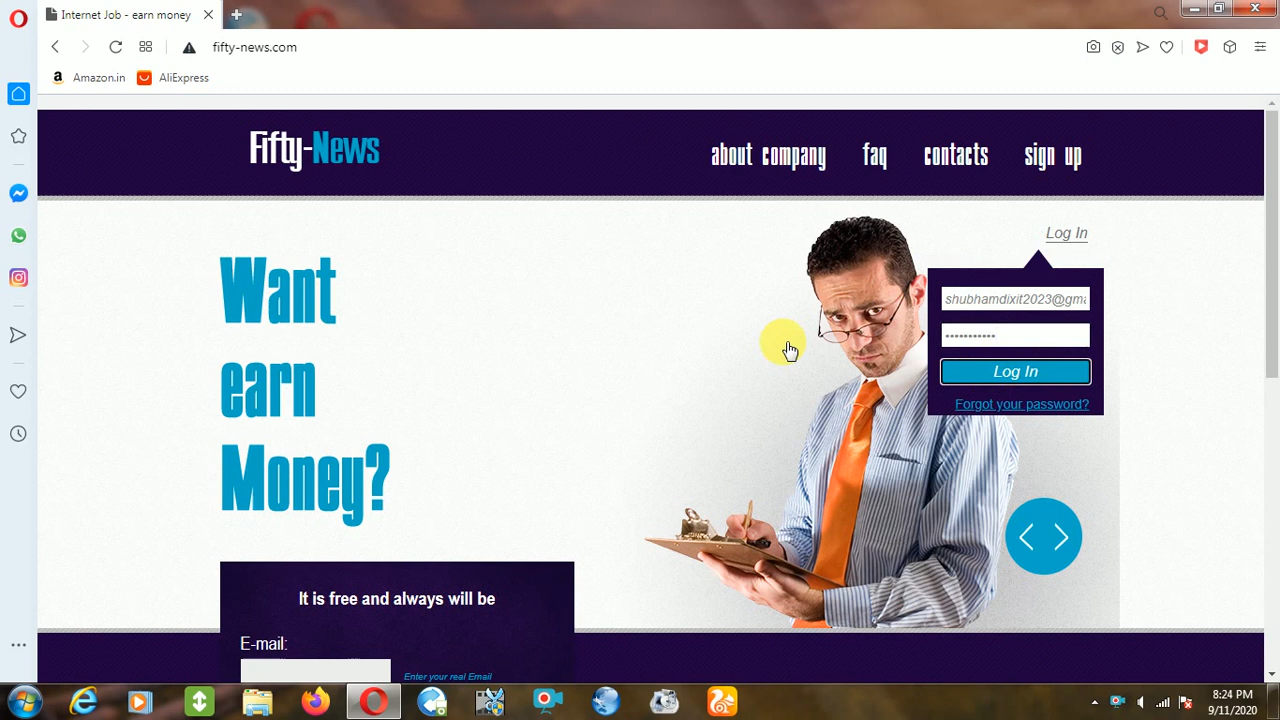 Internet Job - earn money
fifty-news.com
Amazon.in
AliExpress
Fifty-News
about company
faq
contacts
sign up
Log In
Want
earn
Money?
shubhamdixit2023@gma
Log In
Forgot your password?
It is free and always will be
E-mail:
Enter your real Email
8:24 PM
9/11/2020